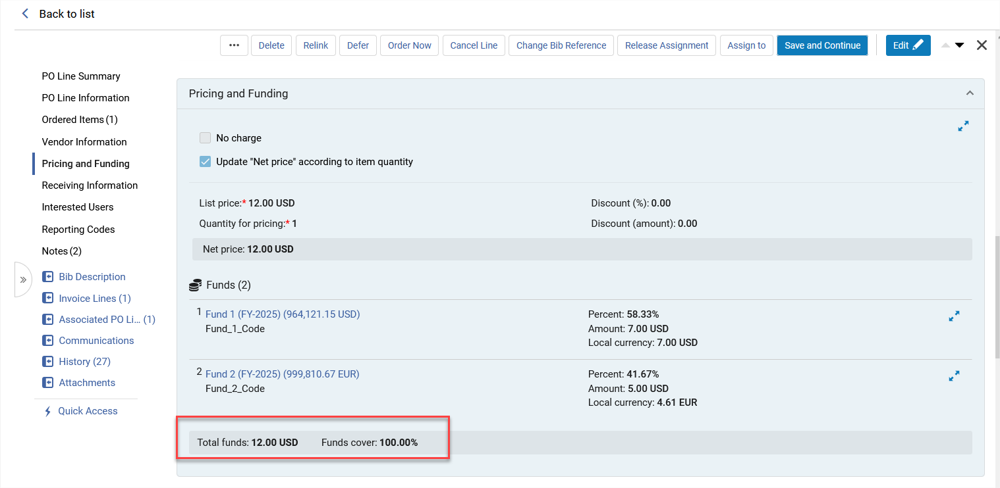 Back to list
••• Delete Relink Defer Order Now Cancel Line Change Bib Reference Release Assignment Assign to Save and Continue Edit
PO Line Summary
PO Line Information
Ordered Items (1)
Vendor Information
Pricing and Funding
Receiving Information
Interested Users
Reporting Codes
Notes (2)
Bib Description
Invoice Lines (1)
Associated PO Li... (1)
Communications
History (27)
Attachments
Quick Access
Pricing and Funding
No charge
Update "Net price" according to item quantity
List price:* 12.00 USD
Discount (%): 0.00
Quantity for pricing:* 1
Discount (amount): 0.00
Net price: 12.00 USD
Funds (2)
1 Fund 1 (FY-2025) (964,121.15 USD)
Fund_1_Code
Percent: 58.33%
Amount: 7.00 USD
Local currency: 7.00 USD
2 Fund 2 (FY-2025) (999,810.67 EUR)
Fund_2_Code
Percent: 41.67%
Amount: 5.00 USD
Local currency: 4.61 EUR
Total funds: 12.00 USD Funds cover: 100.00%